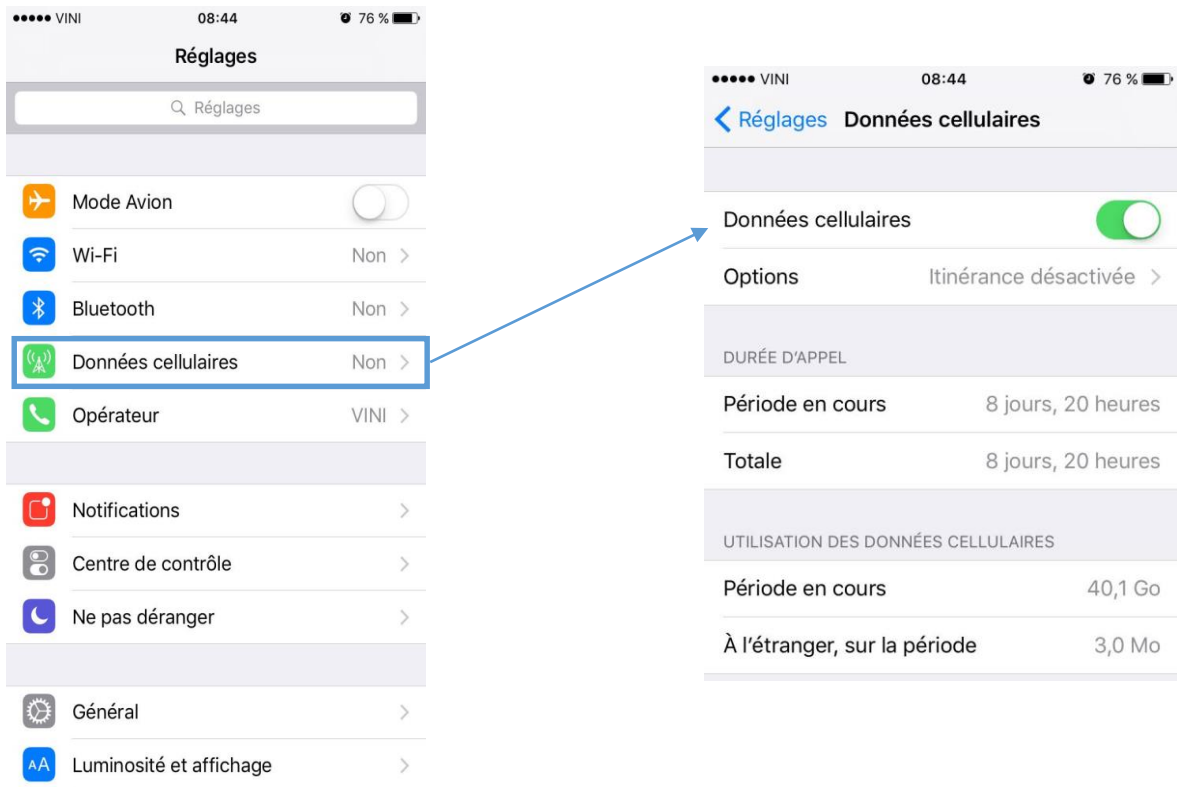 VINI 08:44 76 %
Réglages
Réglages
Mode Avion
Wi-Fi Non
Bluetooth Non
Données cellulaires Non
Opérateur VINI
Notifications
Centre de contrôle
Ne pas déranger
Général
AA Luminosité et affichage
VINI 08:44 76 %
Réglages Données cellulaires
Données cellulaires
Options Itinérance désactivée
DURÉE D'APPEL
Période en cours 8 jours, 20 heures
Totale 8 jours, 20 heures
UTILISATION DES DONNÉES CELLULAIRES
Période en cours 40,1 Go
À l'étranger, sur la période 3,0 Mo